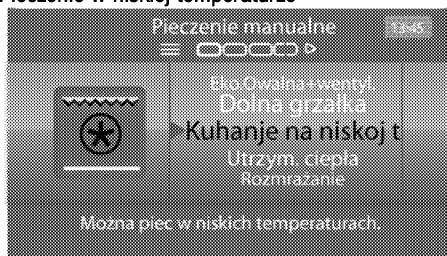 Pieczenie w niskiej temperaturze
Pieczenie manualne
13:45
Eko.Owalna+wentyl.
Dolna grzałka
Kuhanje na niskoj t
Utrzym. ciepła
Rozmrażanie
Można piec w niskich temperaturach.